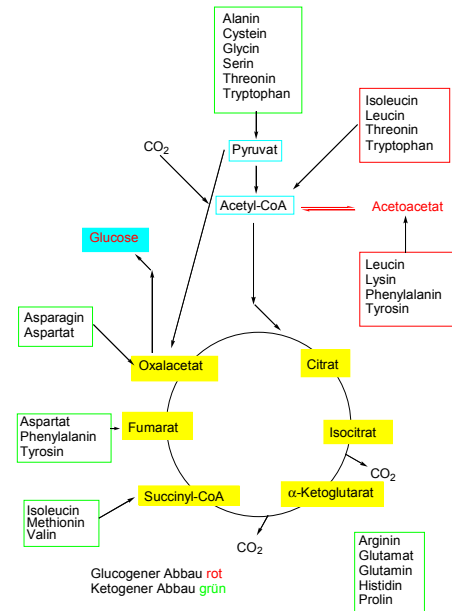 Alanin
Cystein
Glycin
Serin
Threonin
Tryptophan
Isoleucin
Leucin
Threonin
Tryptophan
CO2
Pyruvat
Acetyl-CoA
Acetoacetat
Glucose
Leucin
Lysin
Phenylalanin
Tyrosin
Asparagin
Aspartat
Oxalacetat
Citrat
Aspartat
Phenylalanin
Tyrosin
Fumarat
Isocitrat
CO2
Succinyl-CoA
α-Ketoglutarat
Isoleucin
Methionin
Valin
CO2
Arginin
Glutamat
Glutamin
Histidin
Prolin
Glucogener Abbau rot
Ketogener Abbau grün